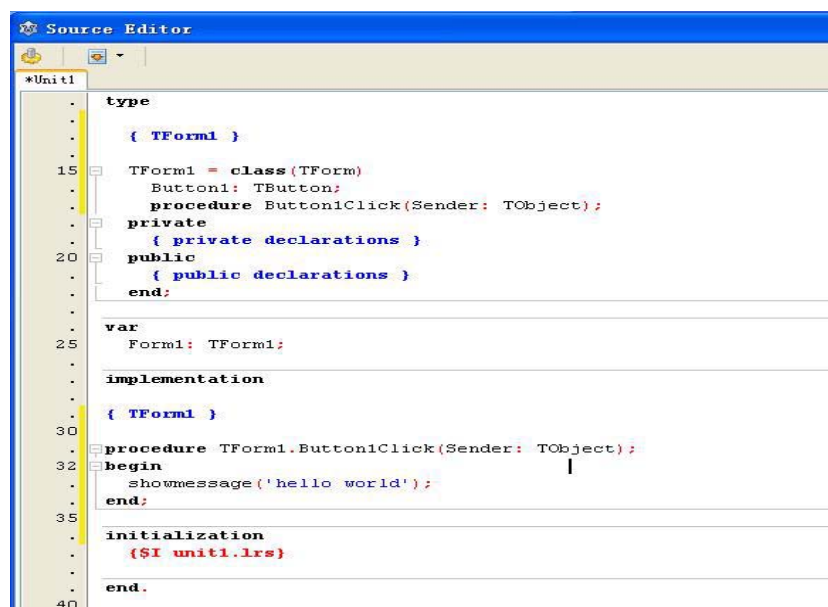 Source Editor
*Unit1
type
{ TForm1 }
15 TForm1 = class(TForm)
Button1: TButton;
procedure Button1Click(Sender: TObject);
private
{ private declarations }
20 public
{ public declarations }
end;
var
25 Form1: TForm1;
implementation
{ TForm1 }
30
procedure TForm1.Button1Click(Sender: TObject);
32 begin
showmessage('hello world');
end;
35
initialization
{$I unit1.lrs}
end.
40